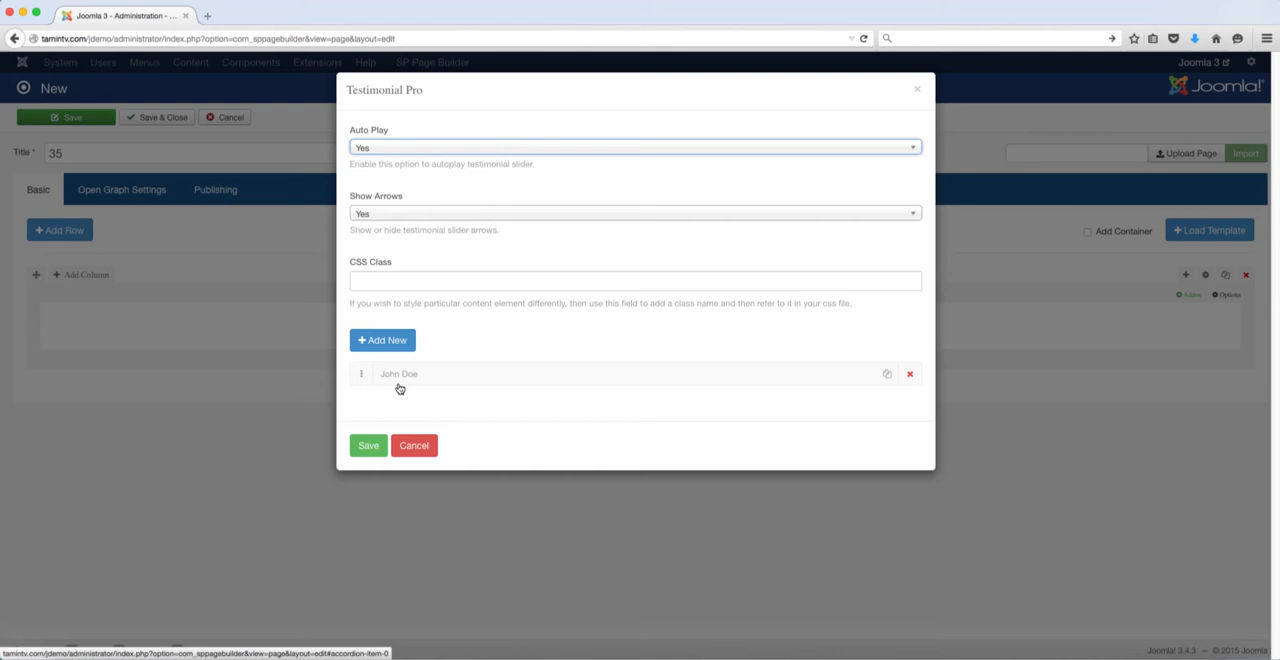 Joomla 3 - Administration - ...
tamintv.com/jdemo/administrator/index.php?option=com_sppagebuilder&view=page&layout=edit
System Users Menus Content Components Extensions Help SP Page Builder Joomla 3
New Joomla!
Save Save & Close Cancel
Title * 35 Upload Page Import
Basic Open Graph Settings Publishing
+ Add Row Add Container + Load Template
+ Add Column
Addon Options
Testimonial Pro ×
Auto Play
Yes
Enable this option to autoplay testimonial slider.
Show Arrows
Yes
Show or hide testimonial slider arrows.
CSS Class
If you wish to style particular content element differently, then use this field to add a class name and then refer to it in your css file.
+ Add New
John Doe
Save Cancel
tamintv.com/jdemo/administrator/index.php?option=com_sppagebuilder&view=page&layout=edit#accordion-item-0
Joomla! 3.4.3 — © 2015 Joomla